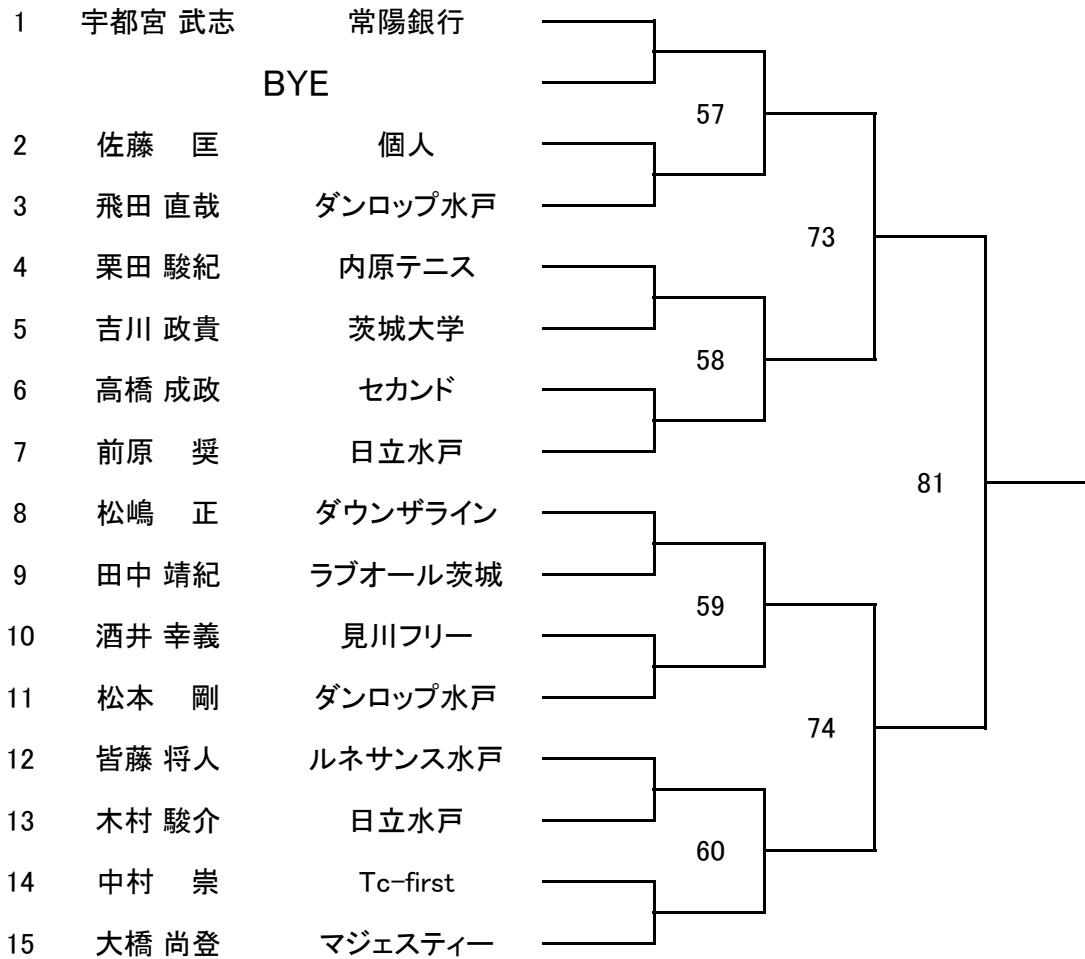 1 宇都宮 武志 常陽銀行
BYE
57
2 佐藤 匡 個人
3 飛田 直哉 ダンロップ水戸
73
4 栗田 駿紀 内原テニス
5 吉川 政貴 茨城大学
58
6 高橋 成政 セカンド
7 前原 奨 日立水戸
81
8 松嶋 正 ダウンザライン
9 田中 靖紀 ラブオール茨城
59
10 酒井 幸義 見川フリー
11 松本 剛 ダンロップ水戸
74
12 皆藤 将人 ルネサンス水戸
13 木村 駿介 日立水戸
60
14 中村 崇 Tc-first
15 大橋 尚登 マジェスティー